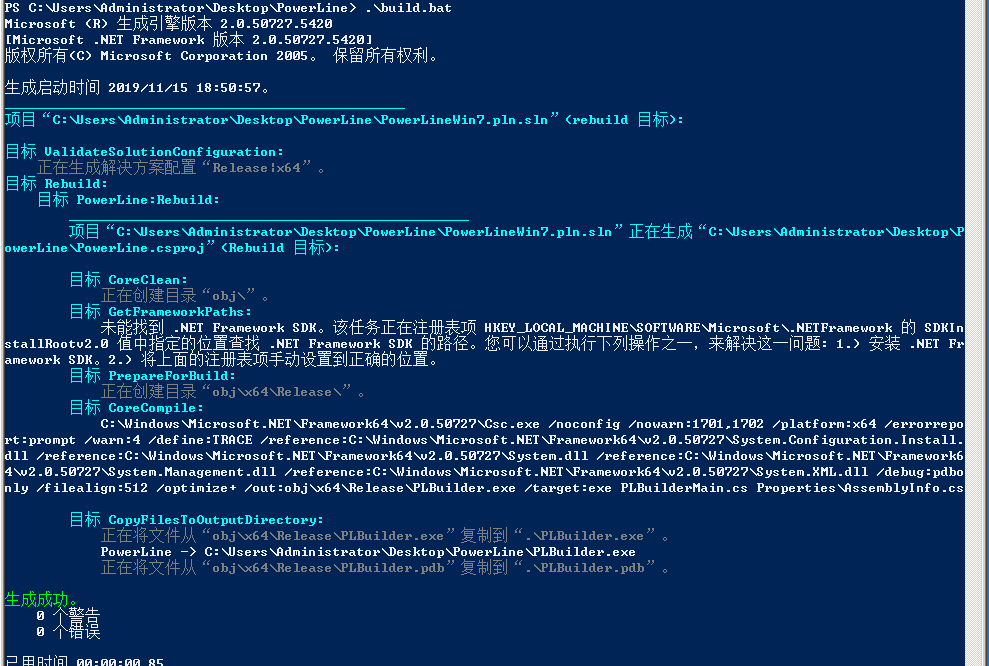 PS C:\Users\Administrator\Desktop\PowerLine> .\build.bat
Microsoft (R) 生成引擎版本 2.0.50727.5420
[Microsoft .NET Framework 版本 2.0.50727.5420]
版权所有(C) Microsoft Corporation 2005。 保留所有权利。
生成启动时间 2019/11/15 18:50:57。
__________________________________________________
项目“C:\Users\Administrator\Desktop\PowerLine\PowerLineWin7.pln.sln”(rebuild 目标):
目标 ValidateSolutionConfiguration:
正在生成解决方案配置“Release|x64”。
目标 Rebuild:
目标 PowerLine:Rebuild:
__________________________________________________
项目“C:\Users\Administrator\Desktop\PowerLine\PowerLineWin7.pln.sln”正在生成“C:\Users\Administrator\Desktop\P
owerLine\PowerLine.csproj”(Rebuild 目标):
目标 CoreClean:
正在创建目录“obj\”。
目标 GetFrameworkPaths:
未能找到 .NET Framework SDK。该任务正在注册表项 HKEY_LOCAL_MACHINE\SOFTWARE\Microsoft\.NETFramework 的 SDKIn
stallRootv2.0 值中指定的位置查找 .NET Framework SDK 的路径。您可以通过执行下列操作之一，来解决这一问题: 1.) 安装 .NET Fr
amework SDK。2.) 将上面的注册表项手动设置到正确的位置。
目标 PrepareForBuild:
正在创建目录“obj\x64\Release\”。
目标 CoreCompile:
C:\Windows\Microsoft.NET\Framework64\v2.0.50727\Csc.exe /noconfig /nowarn:1701,1702 /platform:x64 /errorrepo
rt:prompt /warn:4 /define:TRACE /reference:C:\Windows\Microsoft.NET\Framework64\v2.0.50727\System.Configuration.Install.
dll /reference:C:\Windows\Microsoft.NET\Framework64\v2.0.50727\System.dll /reference:C:\Windows\Microsoft.NET\Framework6
4\v2.0.50727\System.Management.dll /reference:C:\Windows\Microsoft.NET\Framework64\v2.0.50727\System.XML.dll /debug:pdbo
nly /filealign:512 /optimize+ /out:obj\x64\Release\PLBuilder.exe /target:exe PLBuilderMain.cs Properties\AssemblyInfo.cs
目标 CopyFilesToOutputDirectory:
正在将文件从“obj\x64\Release\PLBuilder.exe”复制到“.\PLBuilder.exe”。
PowerLine -> C:\Users\Administrator\Desktop\PowerLine\PLBuilder.exe
正在将文件从“obj\x64\Release\PLBuilder.pdb”复制到“.\PLBuilder.pdb”。
生成成功。
0 个警告
0 个错误
已用时间 00:00:00.85